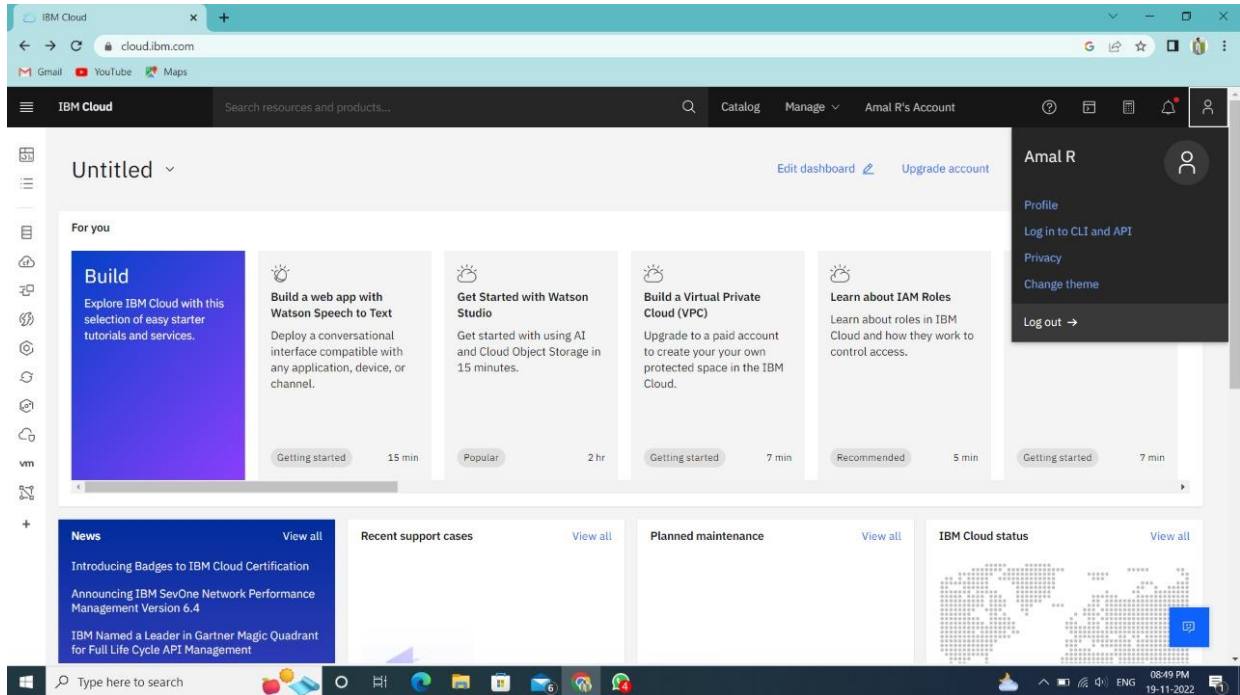 IBM Cloud
cloud.ibm.com
Gmail YouTube Maps
IBM Cloud
Search resources and products...
Catalog
Manage
Amal R's Account
Untitled
Edit dashboard
Upgrade account
Amal R
Profile
Log in to CLI and API
Privacy
Change theme
Log out →
For you
Build
Explore IBM Cloud with this
selection of easy starter
tutorials and services.
Build a web app with
Watson Speech to Text
Deploy a conversational
interface compatible with
any application, device, or
channel.
Getting started 15 min
Get Started with Watson
Studio
Get started with using AI
and Cloud Object Storage in
15 minutes.
Popular 2 hr
Build a Virtual Private
Cloud (VPC)
Upgrade to a paid account
to create your your own
protected space in the IBM
Cloud.
Getting started 7 min
Learn about IAM Roles
Learn about roles in IBM
Cloud and how they work to
control access.
Recommended 5 min
Getting started 7 min
vm
News View all
Introducing Badges to IBM Cloud Certification
Announcing IBM SevOne Network Performance
Management Version 6.4
IBM Named a Leader in Gartner Magic Quadrant
for Full Life Cycle API Management
Recent support cases View all
Planned maintenance View all
IBM Cloud status View all
Type here to search
ENG
08:49 PM
19-11-2022